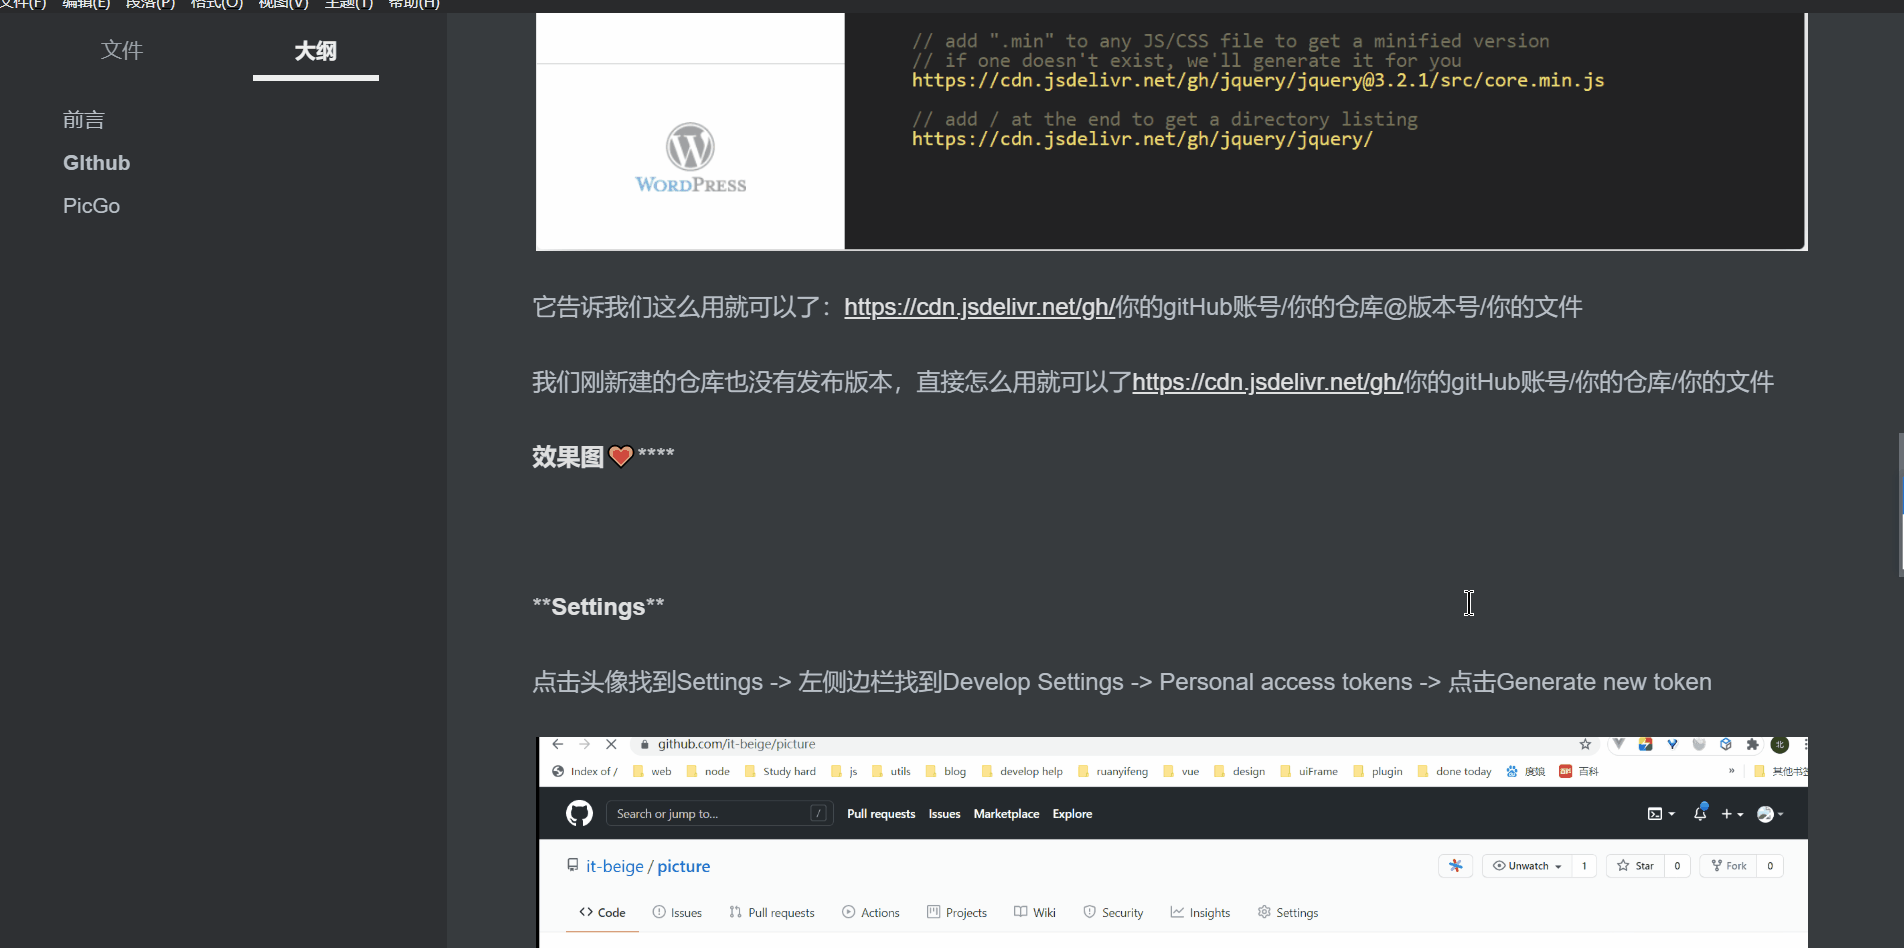 文件(F) 编辑(E) 段落(P) 格式(O) 视图(V) 主题(T) 帮助(H)
文件 大纲
前言
GIthub
PicGo
WORDPRESS
// add ".min" to any JS/CSS file to get a minified version
// if one doesn't exist, we'll generate it for you
https://cdn.jsdelivr.net/gh/jquery/jquery@3.2.1/src/core.min.js
// add / at the end to get a directory listing
https://cdn.jsdelivr.net/gh/jquery/jquery/
它告诉我们这么用就可以了：https://cdn.jsdelivr.net/gh/你的gitHub账号/你的仓库@版本号/你的文件
我们刚新建的仓库也没有发布版本，直接怎么用就可以了https://cdn.jsdelivr.net/gh/你的gitHub账号/你的仓库/你的文件
效果图❤****
**Settings**
点击头像找到Settings -> 左侧边栏找到Develop Settings -> Personal access tokens -> 点击Generate new token
github.com/it-beige/picture 北
Index of / web node Study hard js utils blog develop help ruanyifeng vue design uiFrame plugin done today 度娘 百科 » 其他书签
Search or jump to... / Pull requests Issues Marketplace Explore
it-beige / picture Unwatch 1 Star 0 Fork 0
Code Issues Pull requests Actions Projects Wiki Security Insights Settings